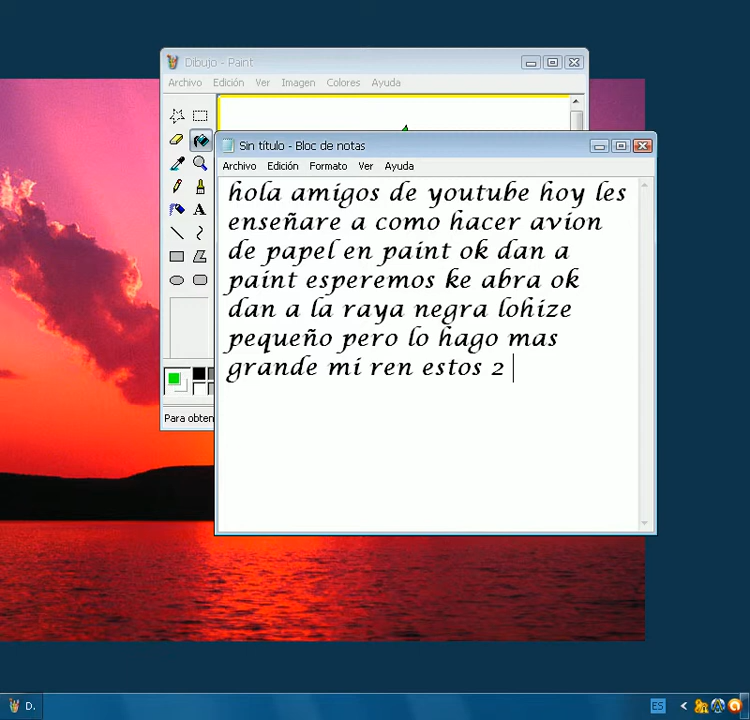 Dibujo - Paint
Archivo Edición Ver Imagen Colores Ayuda
Sin título - Bloc de notas
Archivo Edición Formato Ver Ayuda
hola amigos de youtube hoy les
enseñare a como hacer avion
de papel en paint ok dan a
paint esperemos ke abra ok
dan a la raya negra lohize
pequeño pero lo hago mas
grande mi ren estos 2
Para obten
D.
ES